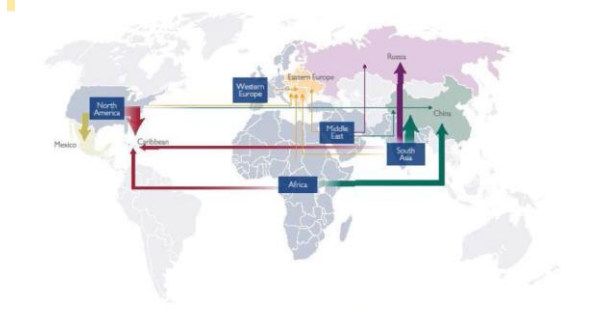 Russia
Eastern Europe
Western
Europe
North
America
China
Middle
East
Mexico
Caribbean
South
Asia
Africa